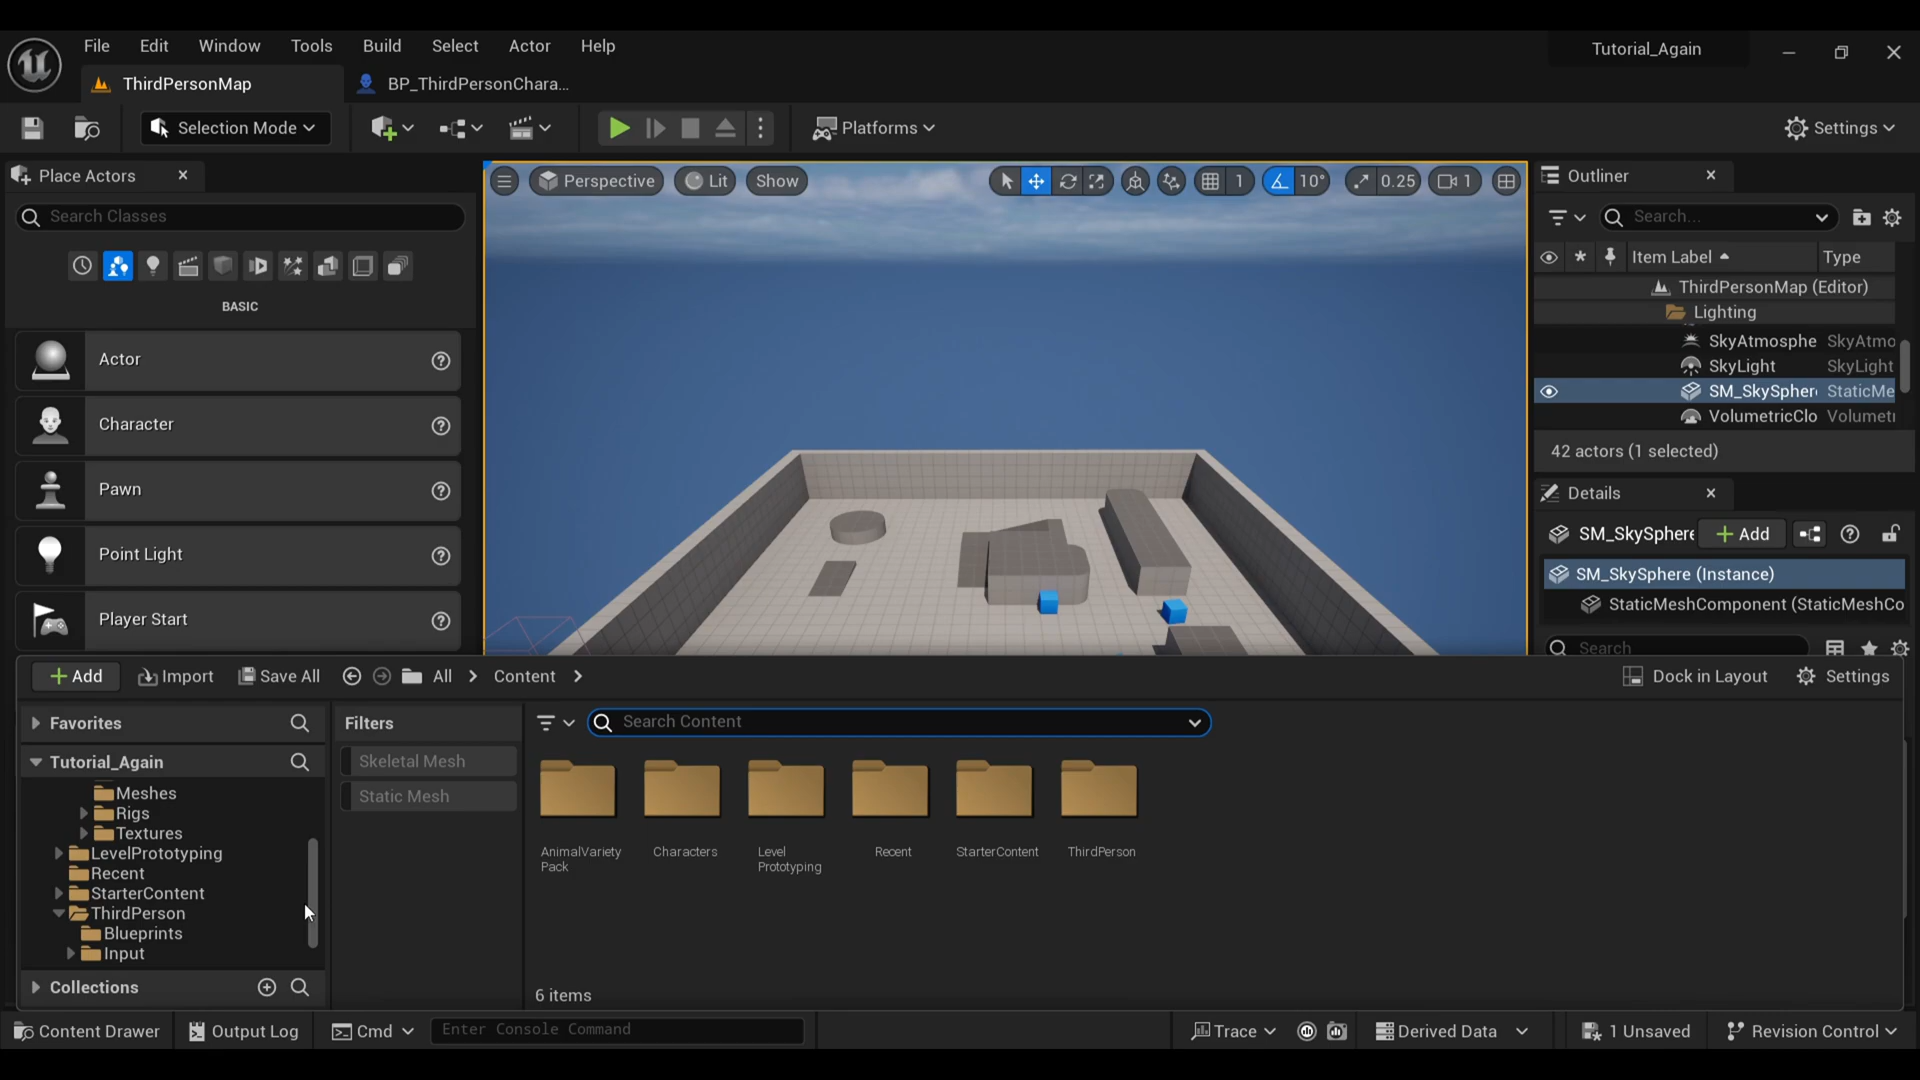 File Edit Window Tools Build Select Actor Help
Tutorial_Again
ThirdPersonMap
BP_ThirdPersonChara...
Selection Mode
Platforms
Settings
Place Actors
Search Classes
BASIC
Actor
Character
Pawn
Point Light
Player Start
Perspective
Lit
Show
1
10°
0.25
1
Outliner
Search...
Item Label
Type
ThirdPersonMap (Editor)
Lighting
SkyAtmosphe SkyAtmo
SkyLight SkyLight
SM_SkySpher StaticMe
VolumetricClo Volumetr
42 actors (1 selected)
Details
SM_SkySphere
Add
SM_SkySphere (Instance)
StaticMeshComponent (StaticMeshCo
Search
Add
Import
Save All
All
Content
Dock in Layout
Settings
Favorites
Tutorial_Again
Meshes
Rigs
Textures
LevelPrototyping
Recent
StarterContent
ThirdPerson
Blueprints
Input
Collections
Filters
Skeletal Mesh
Static Mesh
Search Content
AnimalVariety
Pack
Characters
Level
Prototyping
Recent
StarterContent
ThirdPerson
6 items
Content Drawer
Output Log
Cmd
Enter Console Command
Trace
Derived Data
1 Unsaved
Revision Control